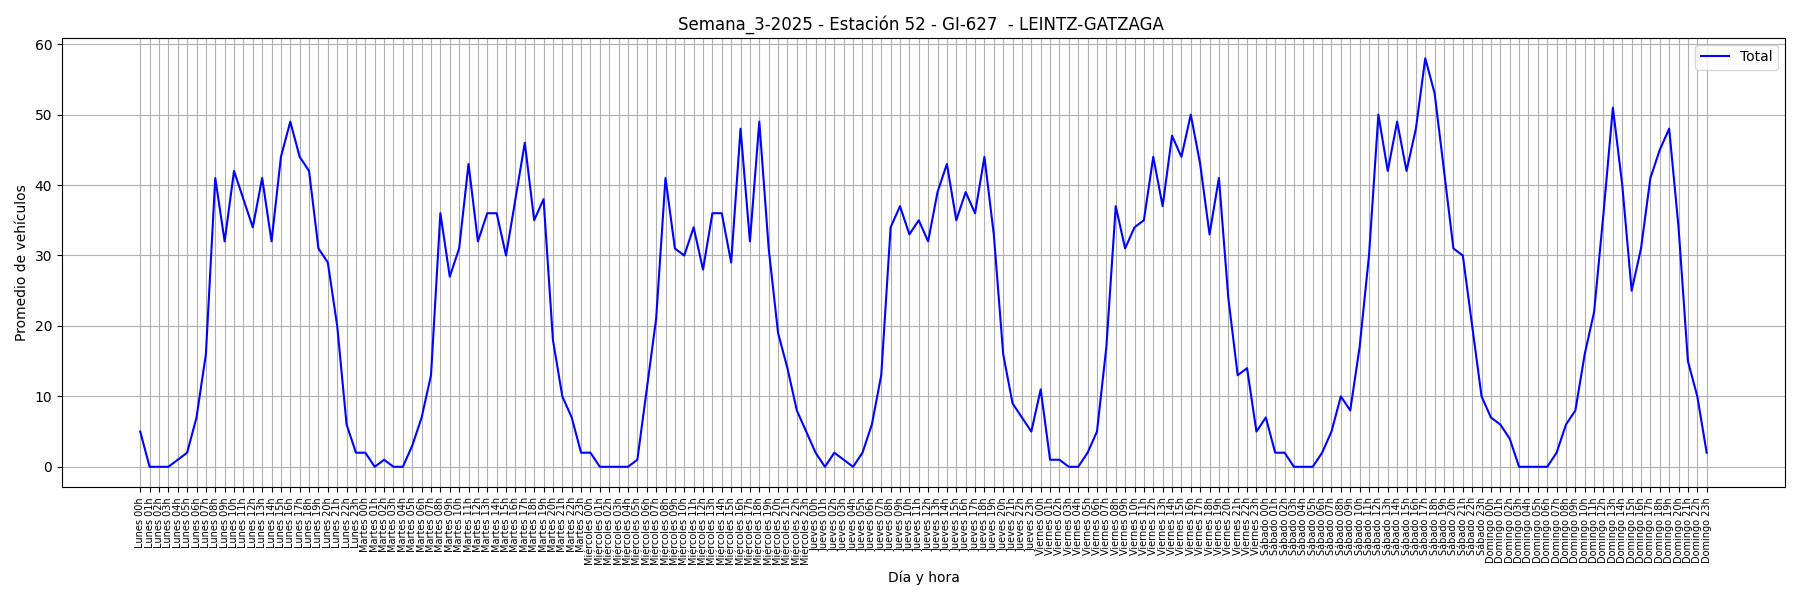 Semana_3-2025 - Estación 52 - GI-627 - LEINTZ-GATZAGA
Total
Promedio de vehículos
60
50
40
30
20
10
0
Lunes 00h
Lunes 01h
Lunes 02h
Lunes 03h
Lunes 04h
Lunes 05h
Lunes 06h
Lunes 07h
Lunes 08h
Lunes 09h
Lunes 10h
Lunes 11h
Lunes 12h
Lunes 13h
Lunes 14h
Lunes 15h
Lunes 16h
Lunes 17h
Lunes 18h
Lunes 19h
Lunes 20h
Lunes 21h
Lunes 22h
Lunes 23h
Martes 00h
Martes 01h
Martes 02h
Martes 03h
Martes 04h
Martes 05h
Martes 06h
Martes 07h
Martes 08h
Martes 09h
Martes 10h
Martes 11h
Martes 12h
Martes 13h
Martes 14h
Martes 15h
Martes 16h
Martes 17h
Martes 18h
Martes 19h
Martes 20h
Martes 21h
Martes 22h
Martes 23h
Miércoles 00h
Miércoles 01h
Miércoles 02h
Miércoles 03h
Miércoles 04h
Miércoles 05h
Miércoles 06h
Miércoles 07h
Miércoles 08h
Miércoles 09h
Miércoles 10h
Miércoles 11h
Miércoles 12h
Miércoles 13h
Miércoles 14h
Miércoles 15h
Miércoles 16h
Miércoles 17h
Miércoles 18h
Miércoles 19h
Miércoles 20h
Miércoles 21h
Miércoles 22h
Miércoles 23h
Jueves 00h
Jueves 01h
Jueves 02h
Jueves 03h
Jueves 04h
Jueves 05h
Jueves 06h
Jueves 07h
Jueves 08h
Jueves 09h
Jueves 10h
Jueves 11h
Jueves 12h
Jueves 13h
Jueves 14h
Jueves 15h
Jueves 16h
Jueves 17h
Jueves 18h
Jueves 19h
Jueves 20h
Jueves 21h
Jueves 22h
Jueves 23h
Viernes 00h
Viernes 01h
Viernes 02h
Viernes 03h
Viernes 04h
Viernes 05h
Viernes 06h
Viernes 07h
Viernes 08h
Viernes 09h
Viernes 10h
Viernes 11h
Viernes 12h
Viernes 13h
Viernes 14h
Viernes 15h
Viernes 16h
Viernes 17h
Viernes 18h
Viernes 19h
Viernes 20h
Viernes 21h
Viernes 22h
Viernes 23h
Sábado 00h
Sábado 01h
Sábado 02h
Sábado 03h
Sábado 04h
Sábado 05h
Sábado 06h
Sábado 07h
Sábado 08h
Sábado 09h
Sábado 10h
Sábado 11h
Sábado 12h
Sábado 13h
Sábado 14h
Sábado 15h
Sábado 16h
Sábado 17h
Sábado 18h
Sábado 19h
Sábado 20h
Sábado 21h
Sábado 22h
Sábado 23h
Domingo 00h
Domingo 01h
Domingo 02h
Domingo 03h
Domingo 04h
Domingo 05h
Domingo 06h
Domingo 07h
Domingo 08h
Domingo 09h
Domingo 10h
Domingo 11h
Domingo 12h
Domingo 13h
Domingo 14h
Domingo 15h
Domingo 16h
Domingo 17h
Domingo 18h
Domingo 19h
Domingo 20h
Domingo 21h
Domingo 22h
Domingo 23h
Día y hora